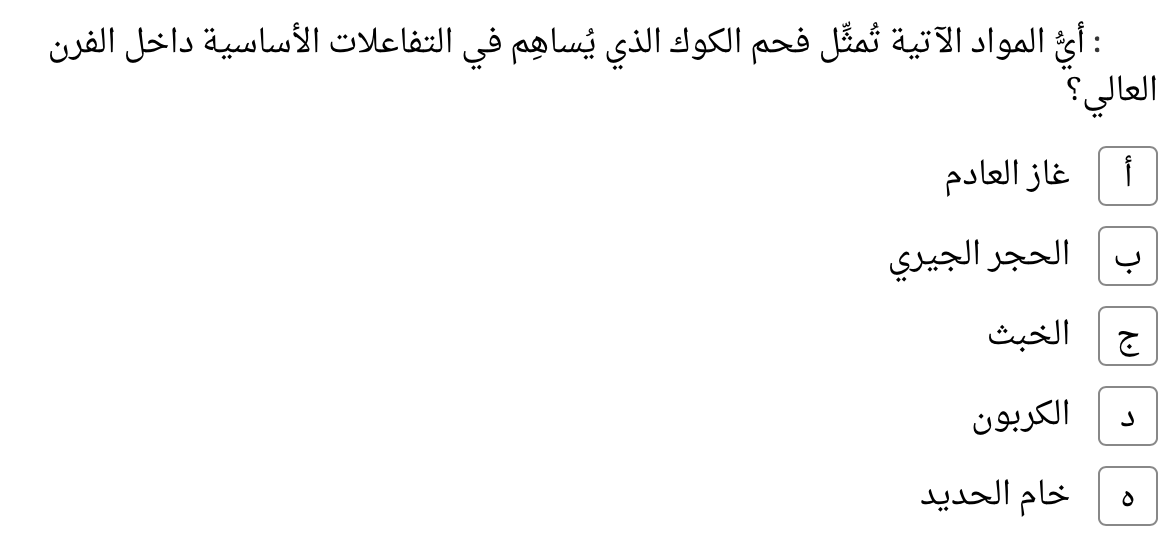 : أيُّ المواد الآتية تُمثِّل فحم الكوك الذي يُساهِم في التفاعلات الأساسية داخل الفرن
العالي؟
أ غاز العادم
ب الحجر الجيري
ج الخبث
د الكربون
ه خام الحديد